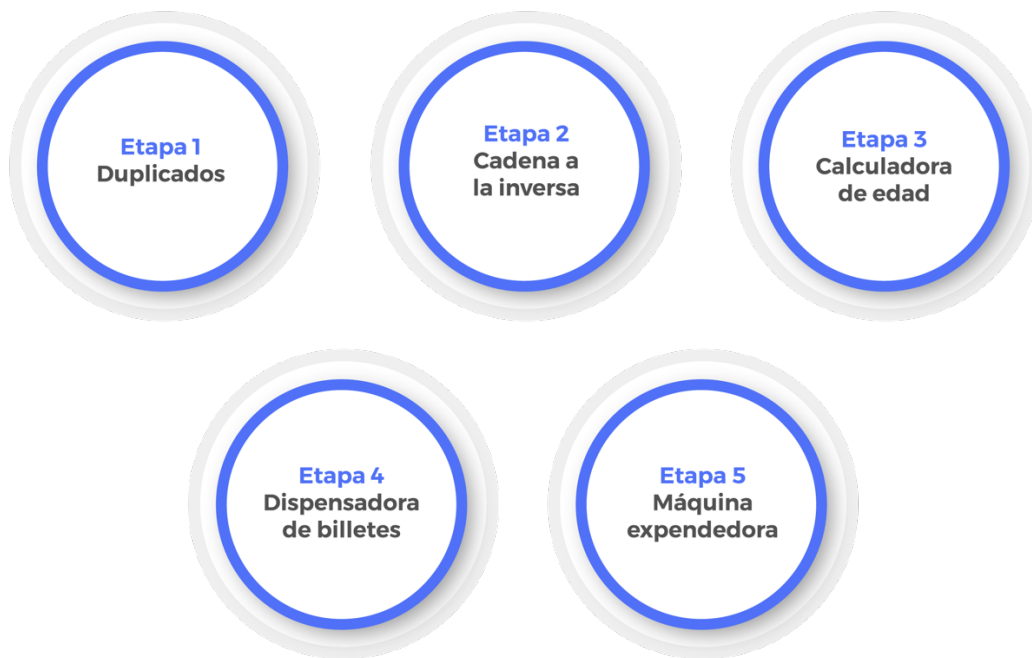 Etapa 1
Duplicados
Etapa 2
Cadena a
la inversa
Etapa 3
Calculadora
de edad
Etapa 4
Dispensadora
de billetes
Etapa 5
Máquina
expendedora